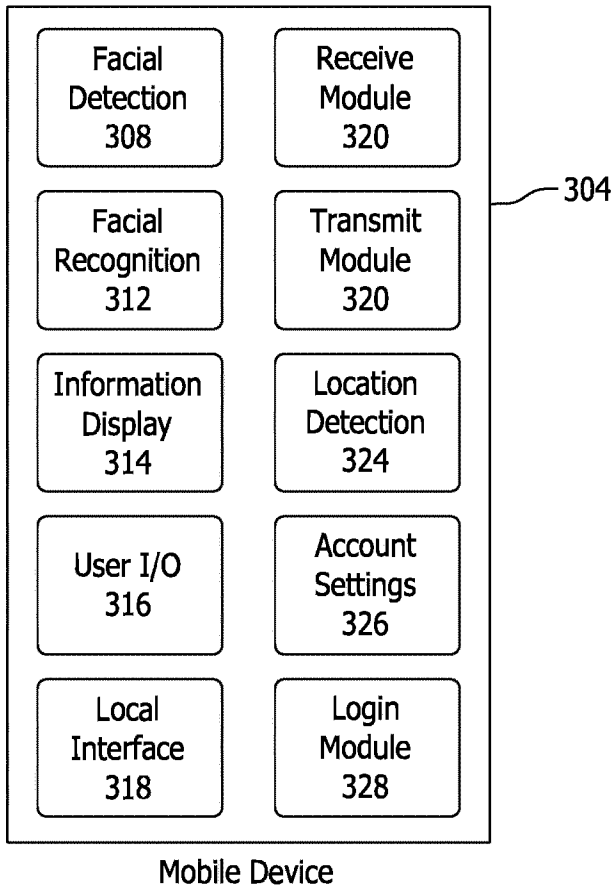 Facial
Detection
308
Receive
Module
320
304
Facial
Recognition
312
Transmit
Module
320
Information
Display
314
Location
Detection
324
User I/O
316
Account
Settings
326
Local
Interface
318
Login
Module
328
Mobile Device